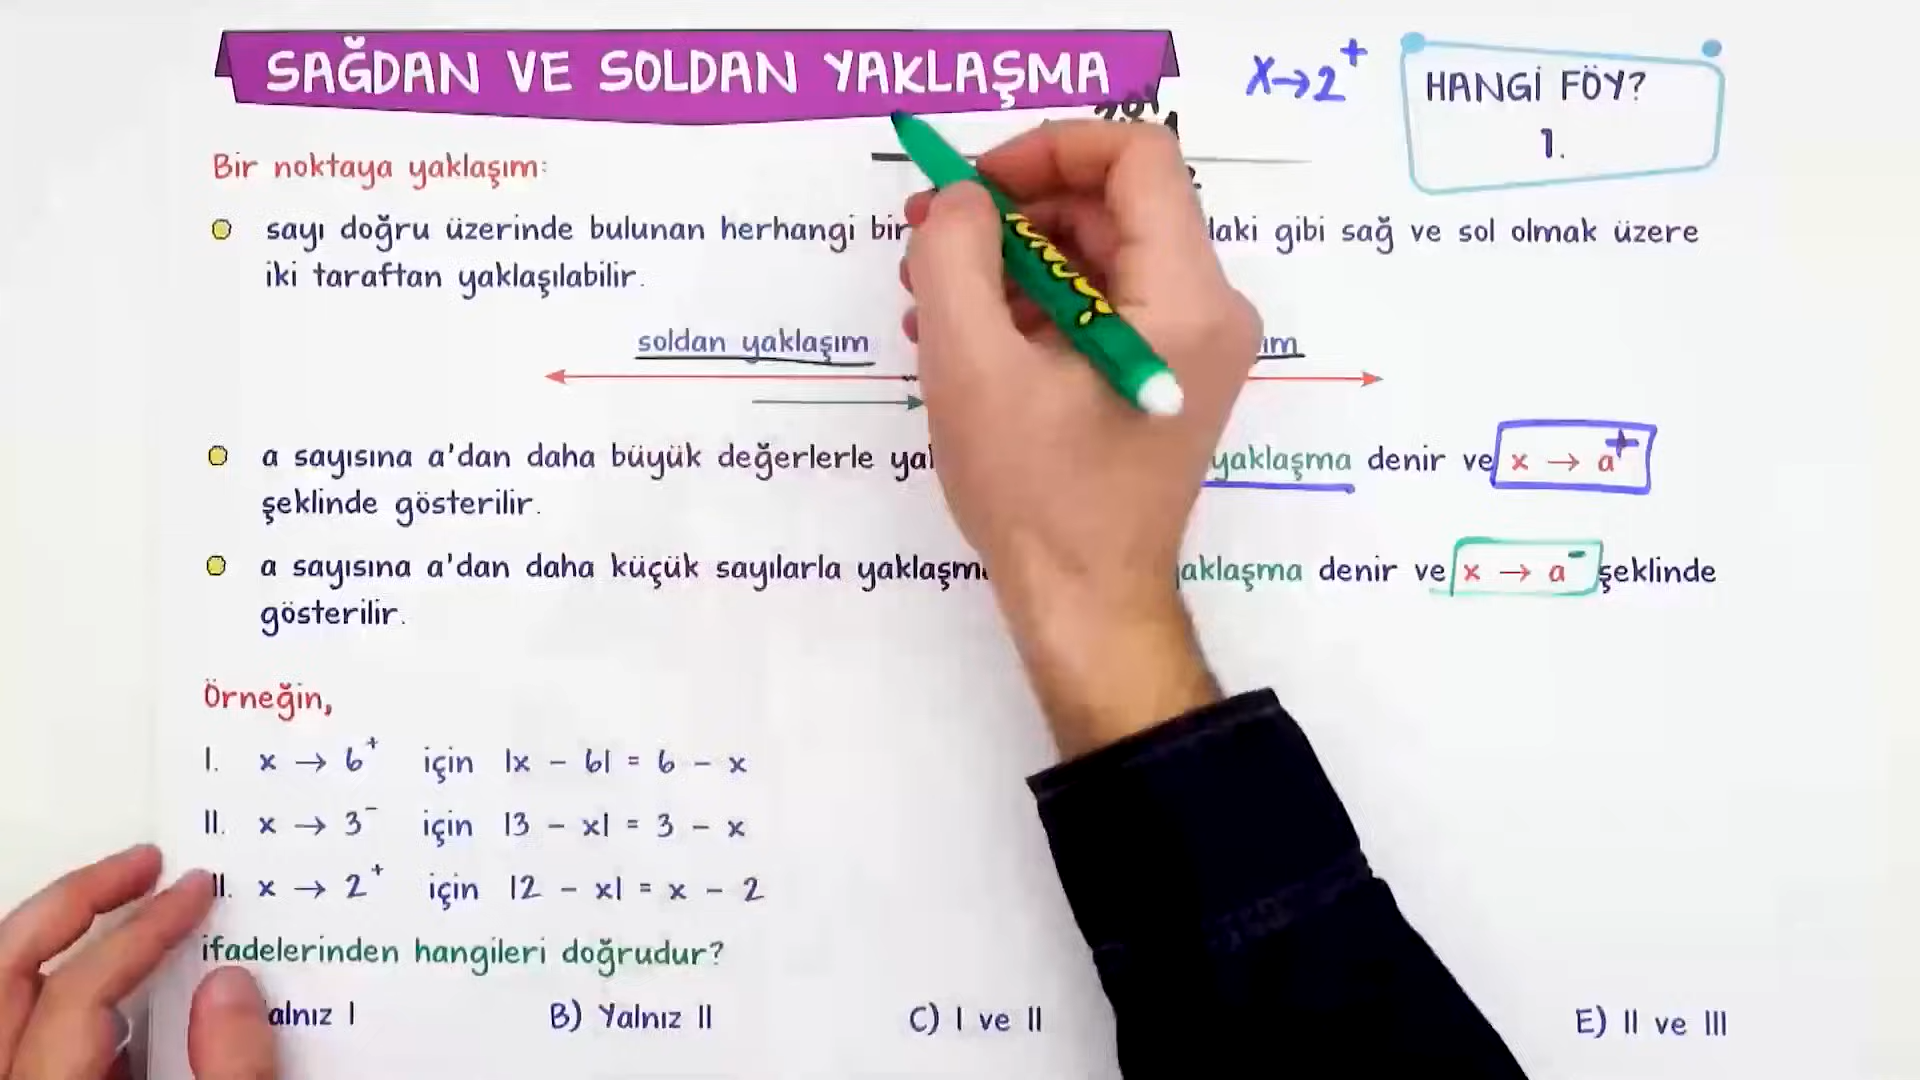 SAĞDAN VE SOLDAN YAKLAŞMA
x→2⁺
HANGİ FÖY?
1.
Bir noktaya yaklaşım:
sayı doğru üzerinde bulunan herhangi bir gibi sağ ve sol olmak üzere
iki taraftan yaklaşılabilir.
soldan yaklaşım
a sayısına a'dan daha büyük değerlerle yaklaşma denir ve x → a⁺
şeklinde gösterilir.
a sayısına a'dan daha küçük sayılarla denir ve x → a⁻ şeklinde
gösterilir.
Örneğin,
I. x → 6⁺ için |x - 6| = 6 - x
II. x → 3⁻ için |3 - x| = 3 - x
x → 2⁺ için |2 - x| = x - 2
ifadelerinden hangileri doğrudur?
I B) Yalnız II C) I ve II E) II ve III